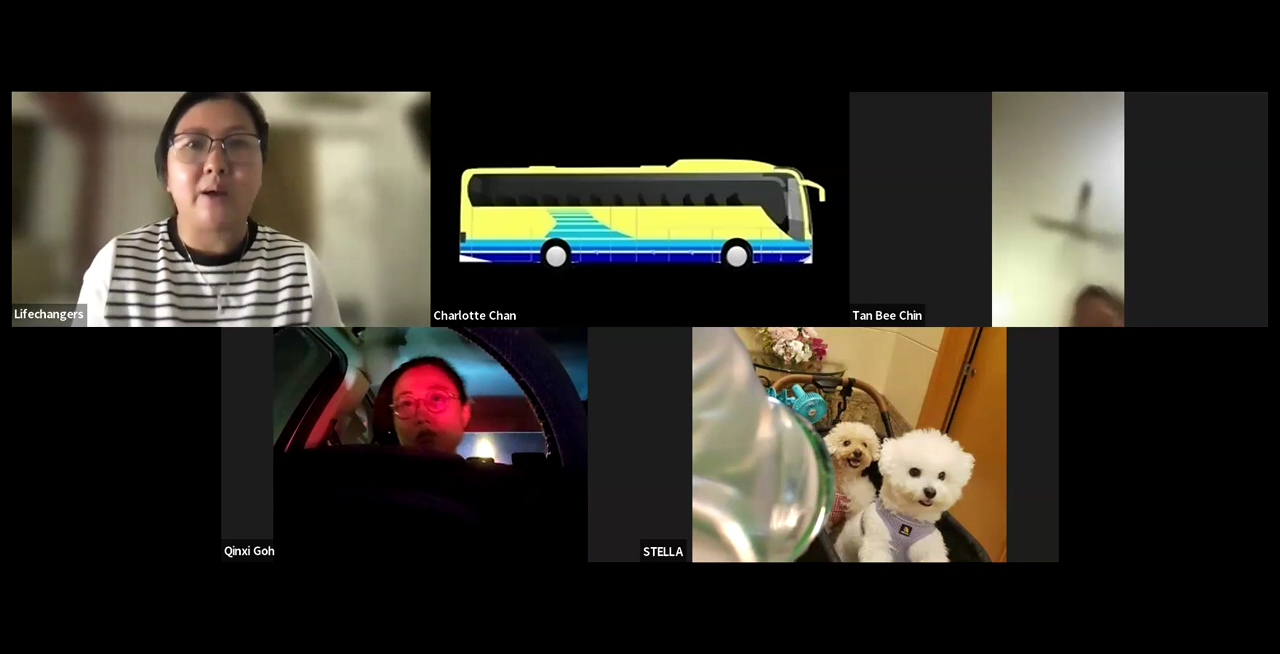 Lifechangers
Charlotte Chan
Tan Bee Chin
Qinxi Goh
STELLA